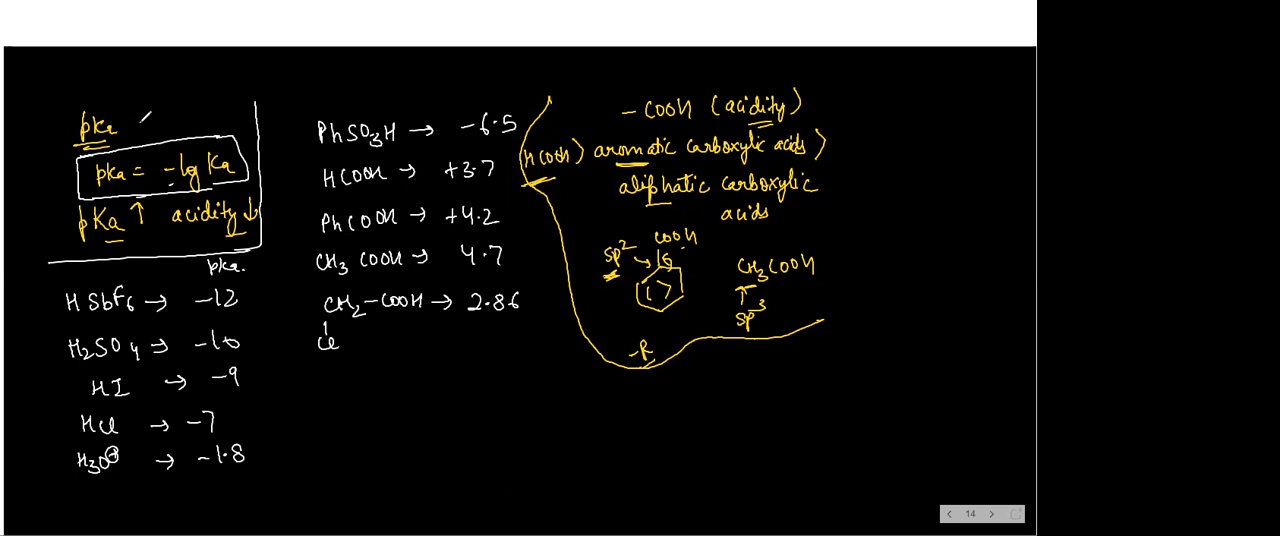 pka
pka = -log Ka
pKa ↑ acidity ↓
pka.
HSbF6 → -12
H2SO4 → -10
HI → -9
HCl → -7
H3O⊕ → -1.8
PhSO3H → -6.5
HCOOH → +3.7
PhCOOH → +4.2
CH3COOH → 4.7
CH2-COOH → 2.86
Cl
-COOH (acidity)
HCOOH > aromatic carboxylic acids >
aliphatic carboxylic
acids
COOH
sp2 →
CH3COOH
↑
sp3
-R
14